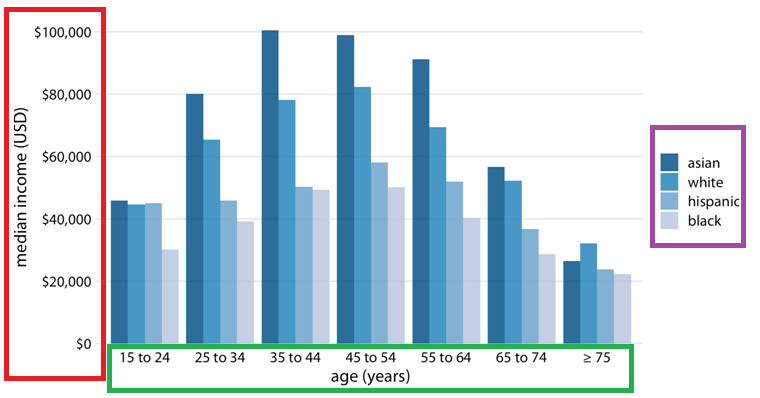 $100,000
$80,000
$60,000
$40,000
$20,000
$0
median income (USD)
15 to 24 25 to 34 35 to 44 45 to 54 55 to 64 65 to 74 ≥ 75
age (years)
asian
white
hispanic
black